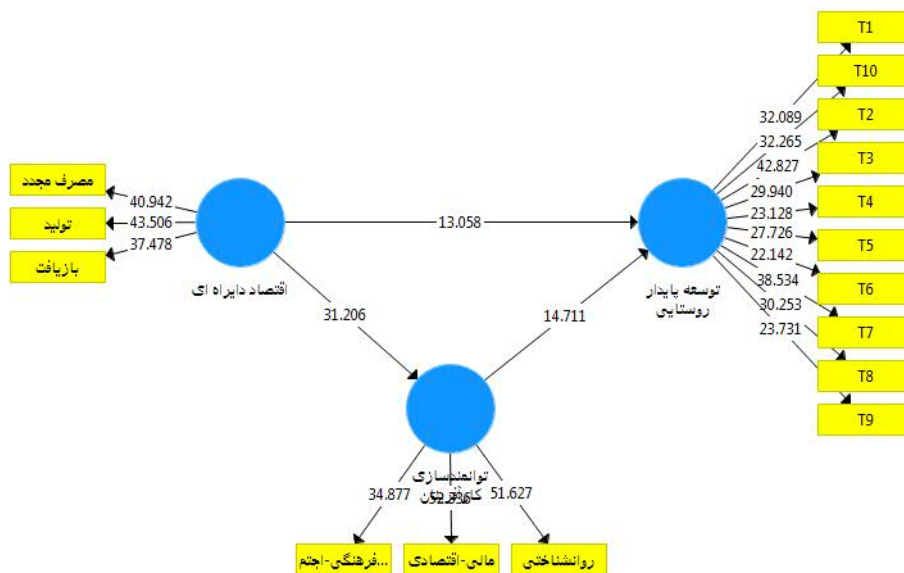 T1
T10
T2
T3
T4
T5
T6
T7
T8
T9
32.089
32.265
42.827
29.940
23.128
27.726
22.142
38.534
30.253
23.731
مصرف مجدد
تولید
بازیافت
40.942
43.506
37.478
اقتصاد دایراه ای
13.058
توسعه پایدار
روستایی
31.206
14.711
توانمندسازی
34.877
51.627
فرهنگی-اجتم...
مالی-اقتصادی
روانشناختی